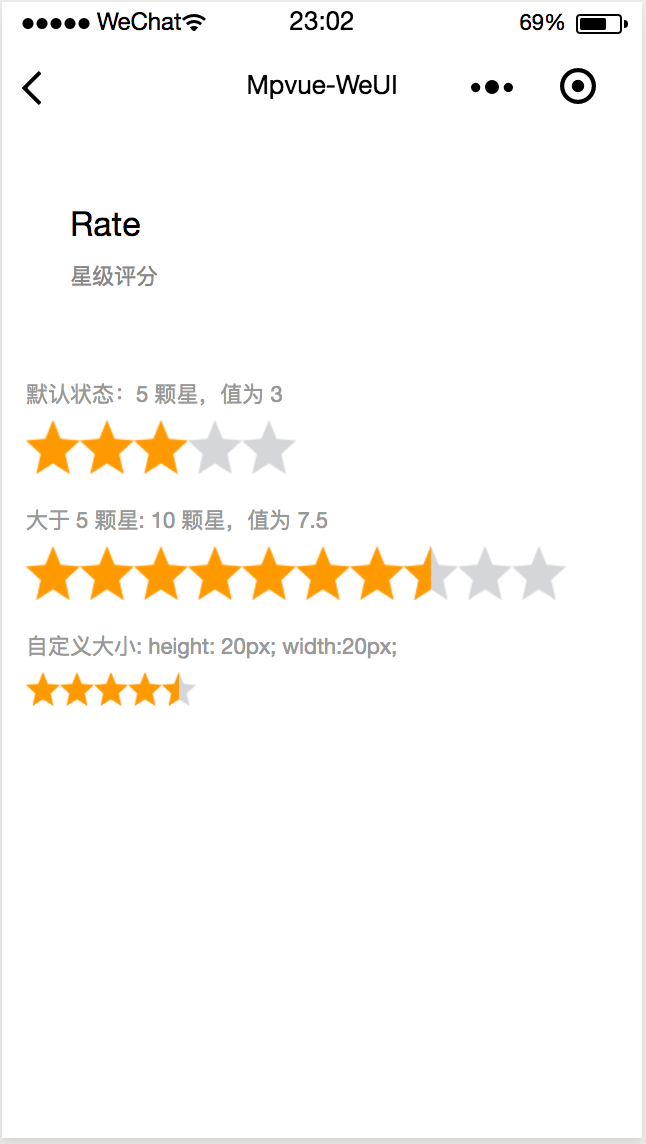 WeChat 23:02 69%
Mpvue-WeUI
Rate
星级评分
默认状态：5 颗星，值为 3
大于 5 颗星: 10 颗星，值为 7.5
自定义大小: height: 20px; width:20px;